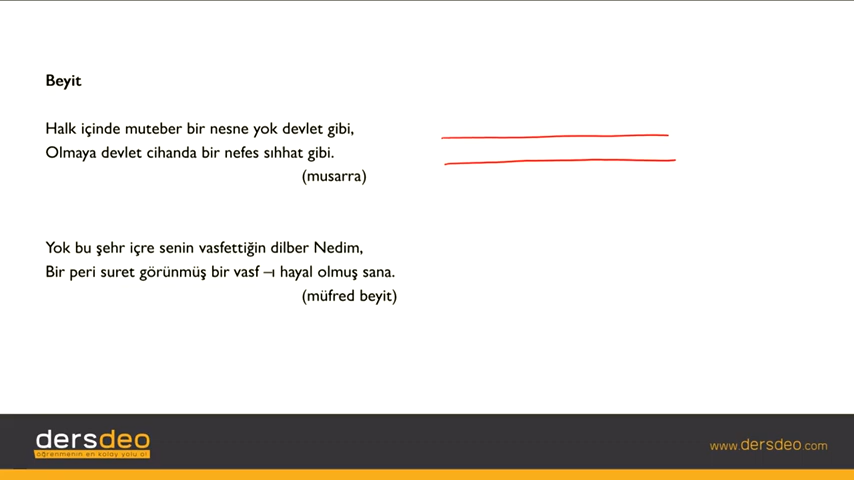 Beyit
Halk içinde muteber bir nesne yok devlet gibi,
Olmaya devlet cihanda bir nefes sıhhat gibi.
(musarra)
Yok bu şehr içre senin vasfettiğin dilber Nedim,
Bir peri suret görünmüş bir vasf –ı hayal olmuş sana.
(müfred beyit)
dersdeo
öğrenmenin en kolay yolu
www.dersdeo.com